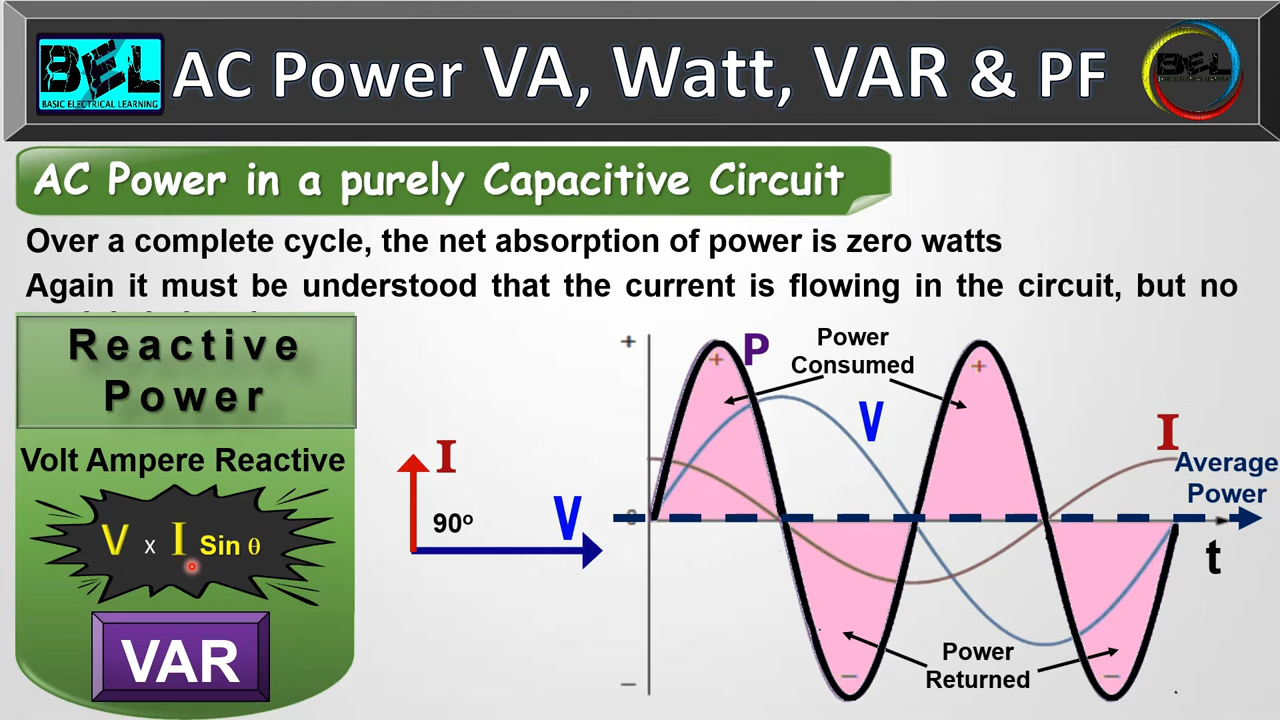 BEL
BASIC ELECTRICAL LEARNING
AC Power VA, Watt, VAR & PF
BEL
AC Power in a purely Capacitive Circuit
Over a complete cycle, the net absorption of power is zero watts
Again it must be understood that the current is flowing in the circuit, but no
Reactive
Power
Volt Ampere Reactive
V x I Sin θ
VAR
I
90º
V
+
0
–
+
P
Power
Consumed
V
+
I
Average
Power
t
Power
Returned
–
–